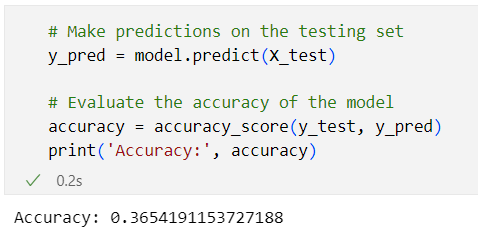 # Make predictions on the testing set
y_pred = model.predict(X_test)
# Evaluate the accuracy of the model
accuracy = accuracy_score(y_test, y_pred)
print('Accuracy:', accuracy)
0.2s
Accuracy: 0.3654191153727188